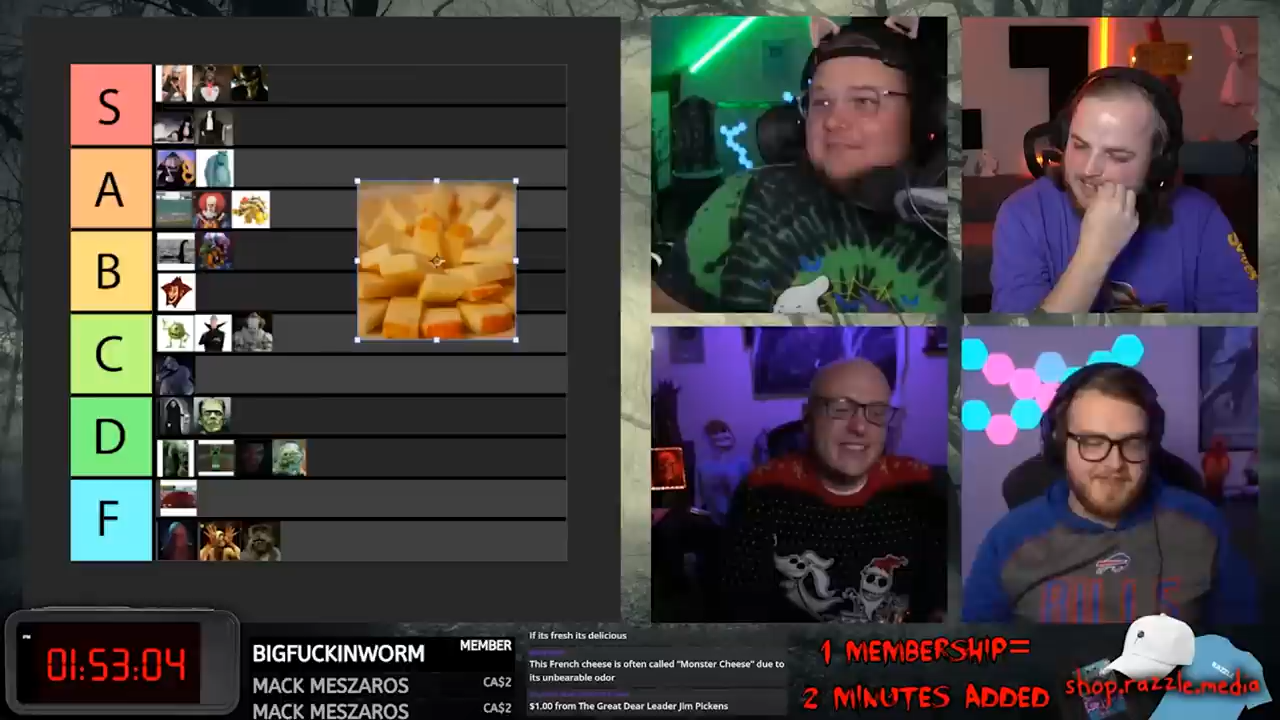 S
A
B
C
D
F
01:53:04
BIGFUCKINWORM
MEMBER
MACK MESZAROS
CA$2
MACK MESZAROS
CA$2
If its fresh its delicious
This French cheese is often called "Monster Cheese" due to
its unbearable odor
$1.00 from The Great Dear Leader Jim Pickens
1 MEMBERSHIP=
2 MINUTES ADDED
shop.razzle.media
BILLS